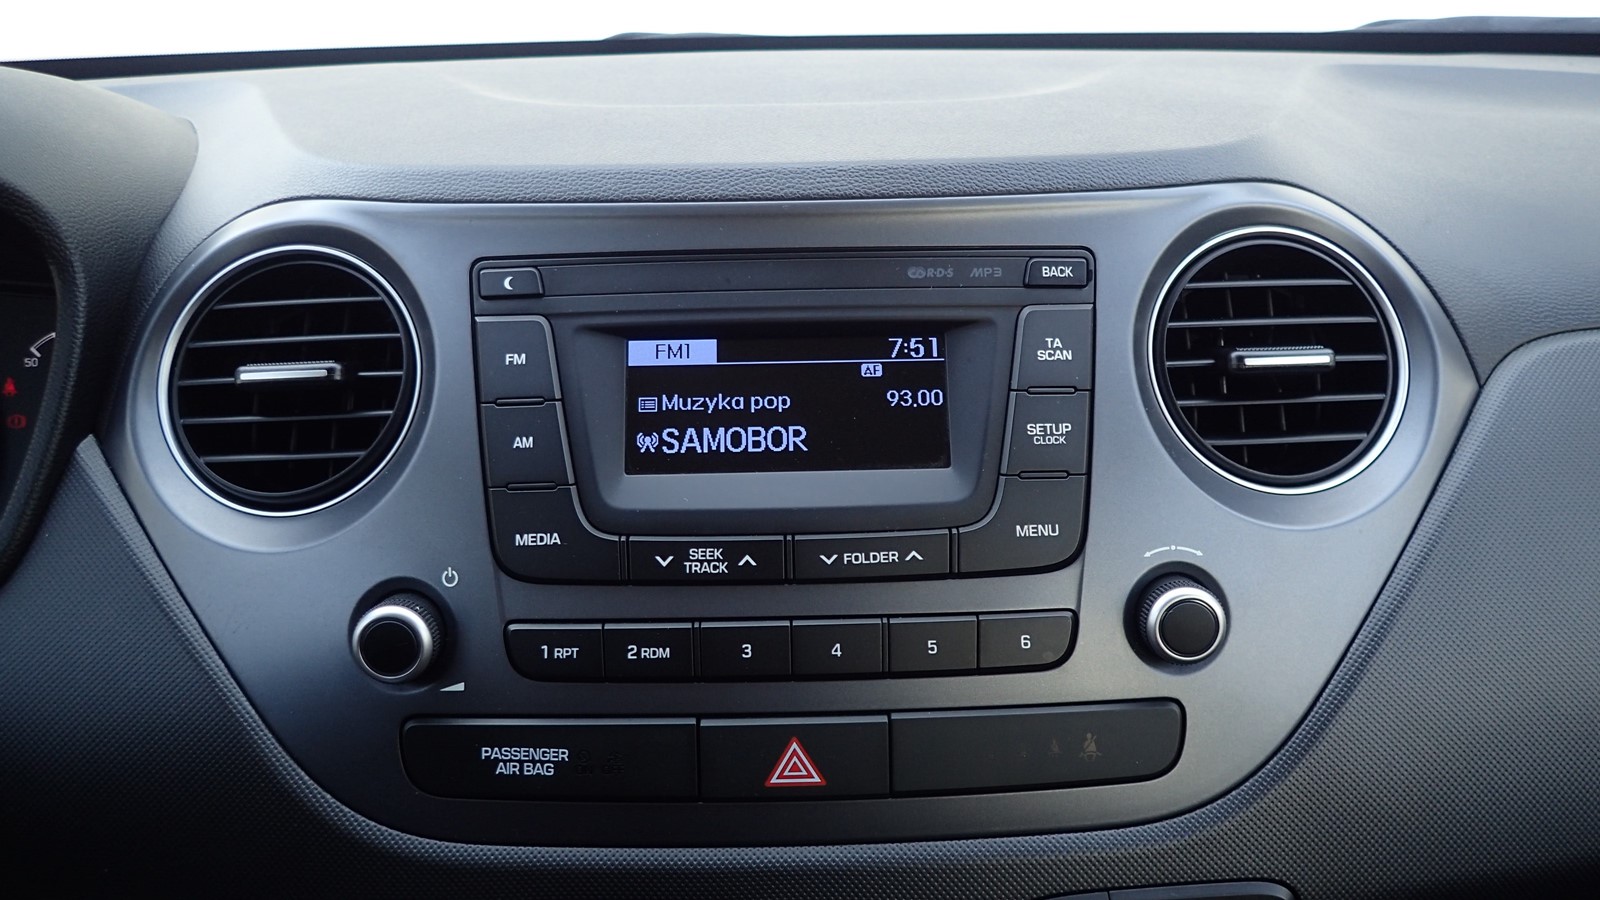 R·D·S MP3 BACK
FM1 7:51
AF
Muzyka pop 93.00
SAMOBOR
FM
AM
MEDIA
TA
SCAN
SETUP
CLOCK
MENU
SEEK
TRACK
FOLDER
1 RPT 2 RDM 3 4 5 6
PASSENGER
AIR BAG
50